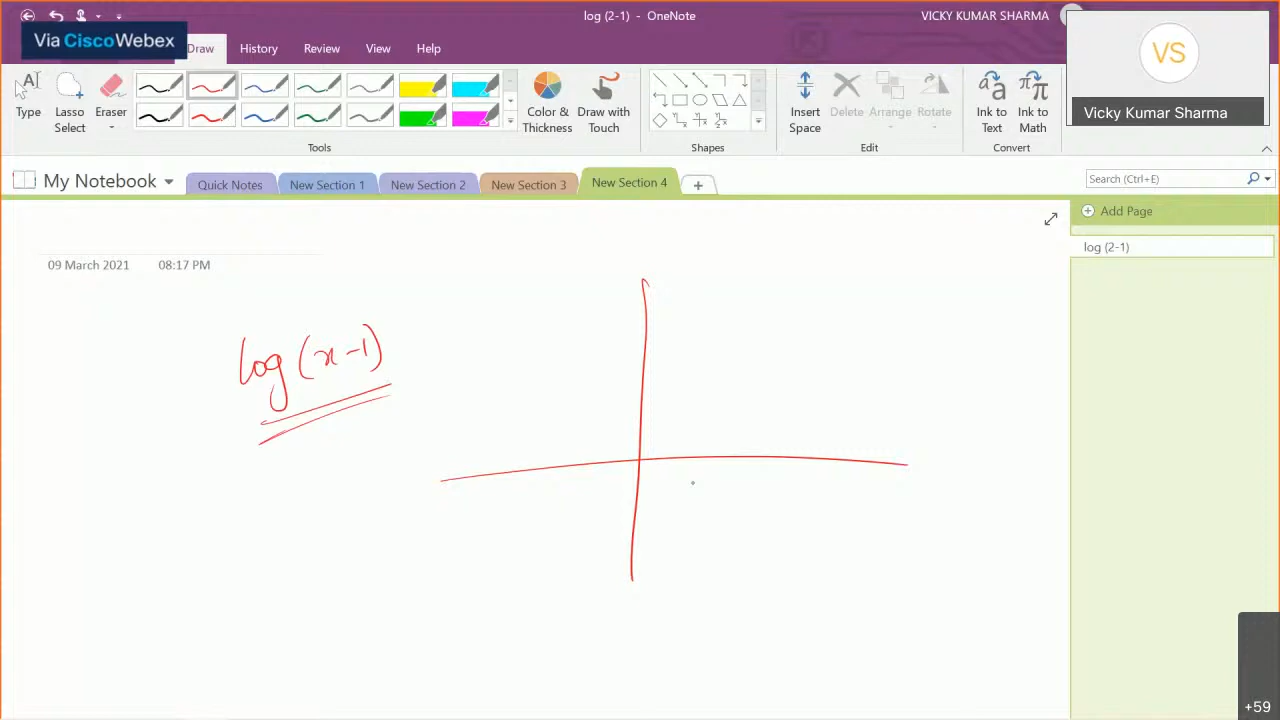 log (2-1) - OneNote
VICKY KUMAR SHARMA
Via CiscoWebex
Draw
History
Review
View
Help
VS
Vicky Kumar Sharma
Type
Lasso Select
Eraser
Color & Thickness
Draw with Touch
Insert Space
Delete
Arrange
Rotate
Ink to Text
Ink to Math
Tools
Shapes
Edit
Convert
My Notebook
Quick Notes
New Section 1
New Section 2
New Section 3
New Section 4
Search (Ctrl+E)
Add Page
log (2-1)
09 March 2021
08:17 PM
log (x-1)
+59